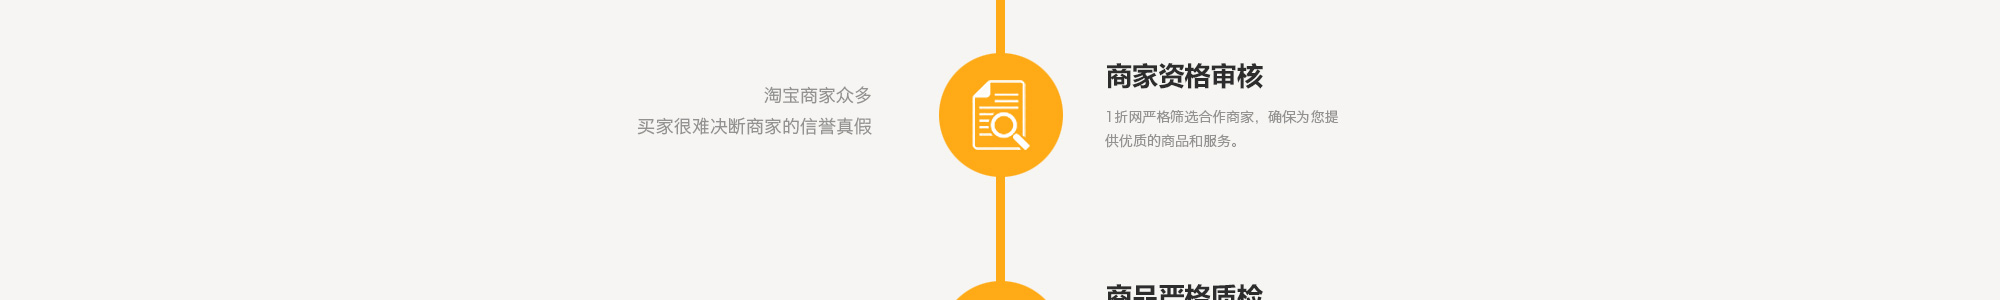 淘宝商家众多
买家很难决断商家的信誉真假
商家资格审核
1折网严格筛选合作商家，确保为您提
供优质的商品和服务。
商品严格质检